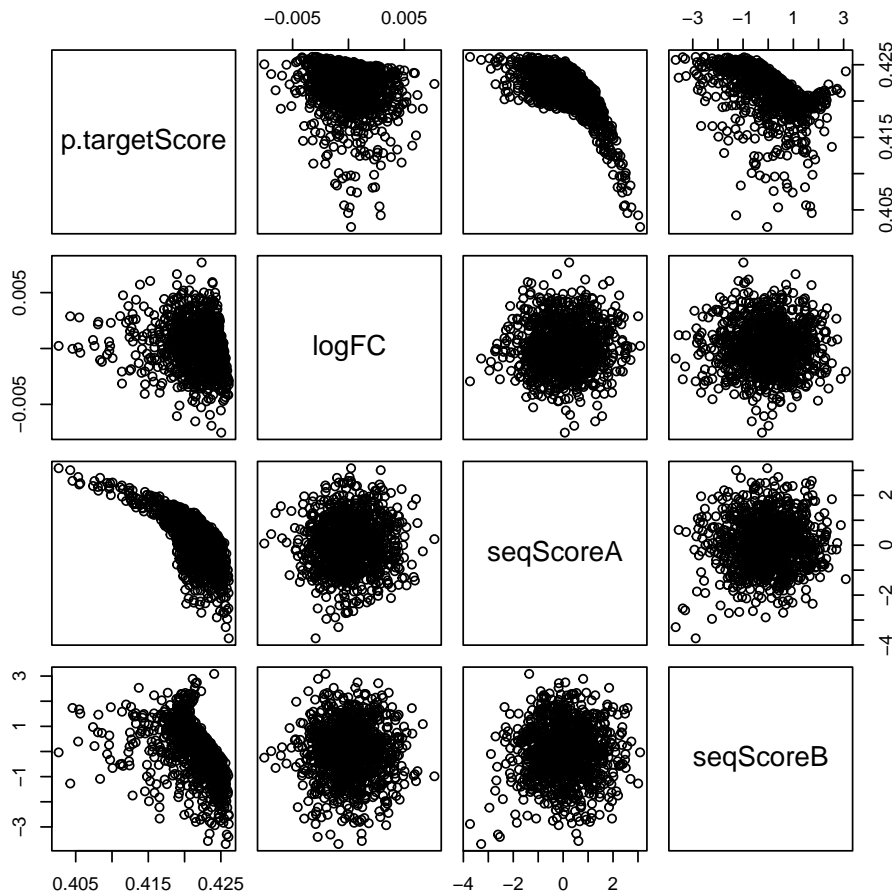 −0.005 0.005 −3 −1 1 3
p.targetScore 0.405 0.415 0.425
−0.005 0.005 logFC
seqScoreA −4 −2 0 2
−3 −1 1 3 seqScoreB
0.405 0.415 0.425 −4 −2 0 2